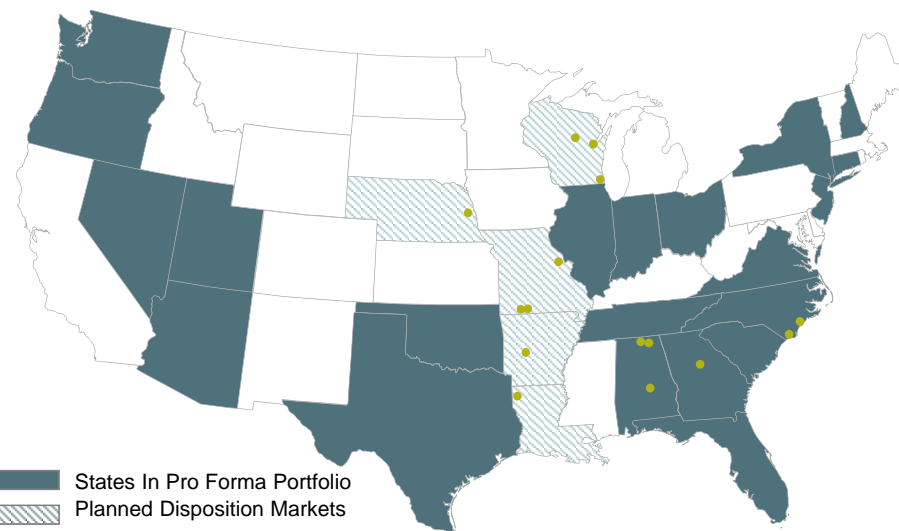 States In Pro Forma Portfolio
Planned Disposition Markets